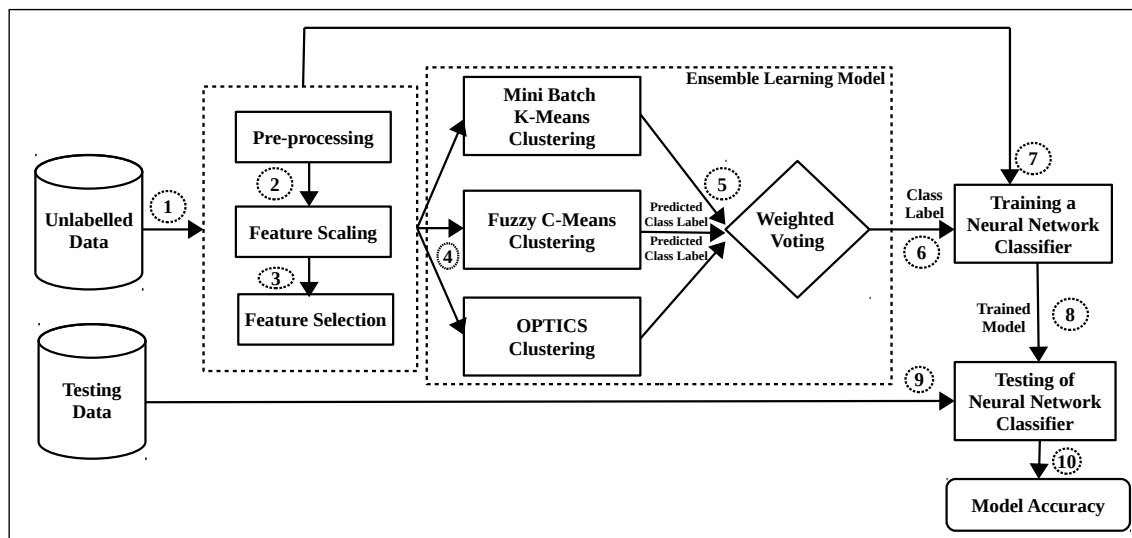 Ensemble Learning Model
Unlabelled
Data
1
Pre-processing
2
Feature Scaling
3
Feature Selection
4
Mini Batch
K-Means
Clustering
Fuzzy C-Means
Clustering
OPTICS
Clustering
5
Predicted
Class Label
Predicted
Class Label
Weighted
Voting
Class
Label
6
7
Training a
Neural Network
Classifier
Trained
Model
8
Testing
Data
9
Testing of
Neural Network
Classifier
10
Model Accuracy